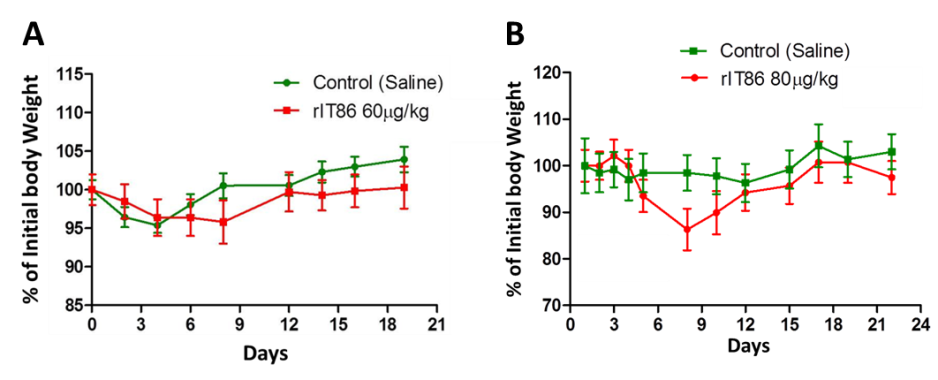 A
% of Initial body Weight
115
110
105
100
95
90
85
0 3 6 9 12 15 18 21
Days
Control (Saline)
rIT86 60μg/kg
B
% of Initial body Weight
120
110
100
90
80
70
0 3 6 9 12 15 18 21 24
Days
Control (Saline)
rIT86 80μg/kg